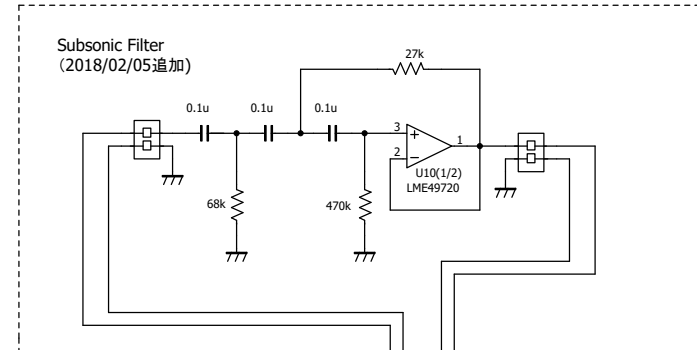 Subsonic Filter
（2018/02/05追加)
27k
0.1u 0.1u 0.1u
3
+
1
2
−
U10(1/2)
LME49720
68k 470k